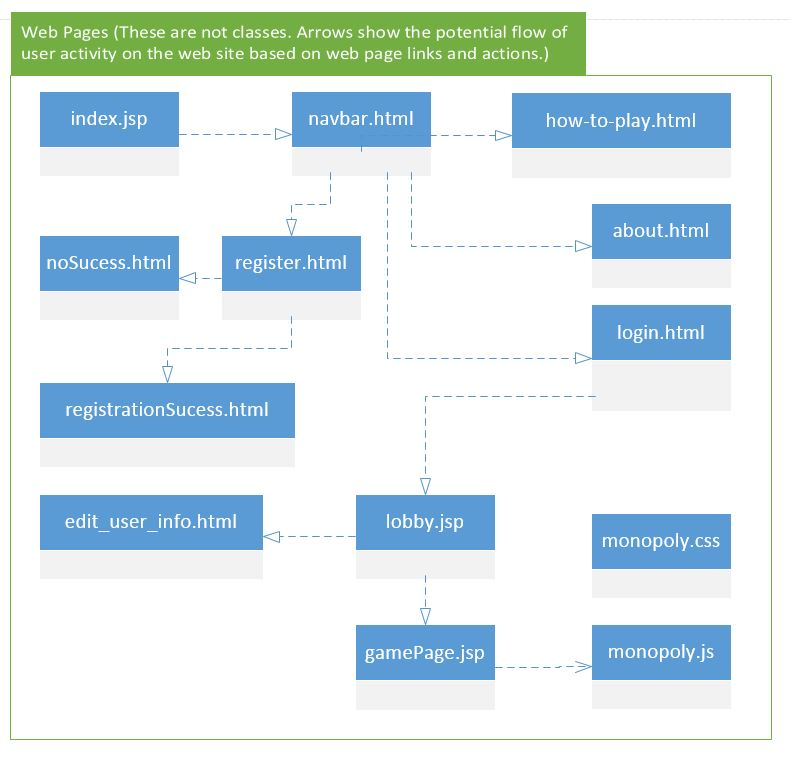 Web Pages (These are not classes. Arrows show the potential flow of
user activity on the web site based on web page links and actions.)
index.jsp
navbar.html
how-to-play.html
about.html
noSucess.html
register.html
login.html
registrationSucess.html
edit_user_info.html
lobby.jsp
monopoly.css
gamePage.jsp
monopoly.js